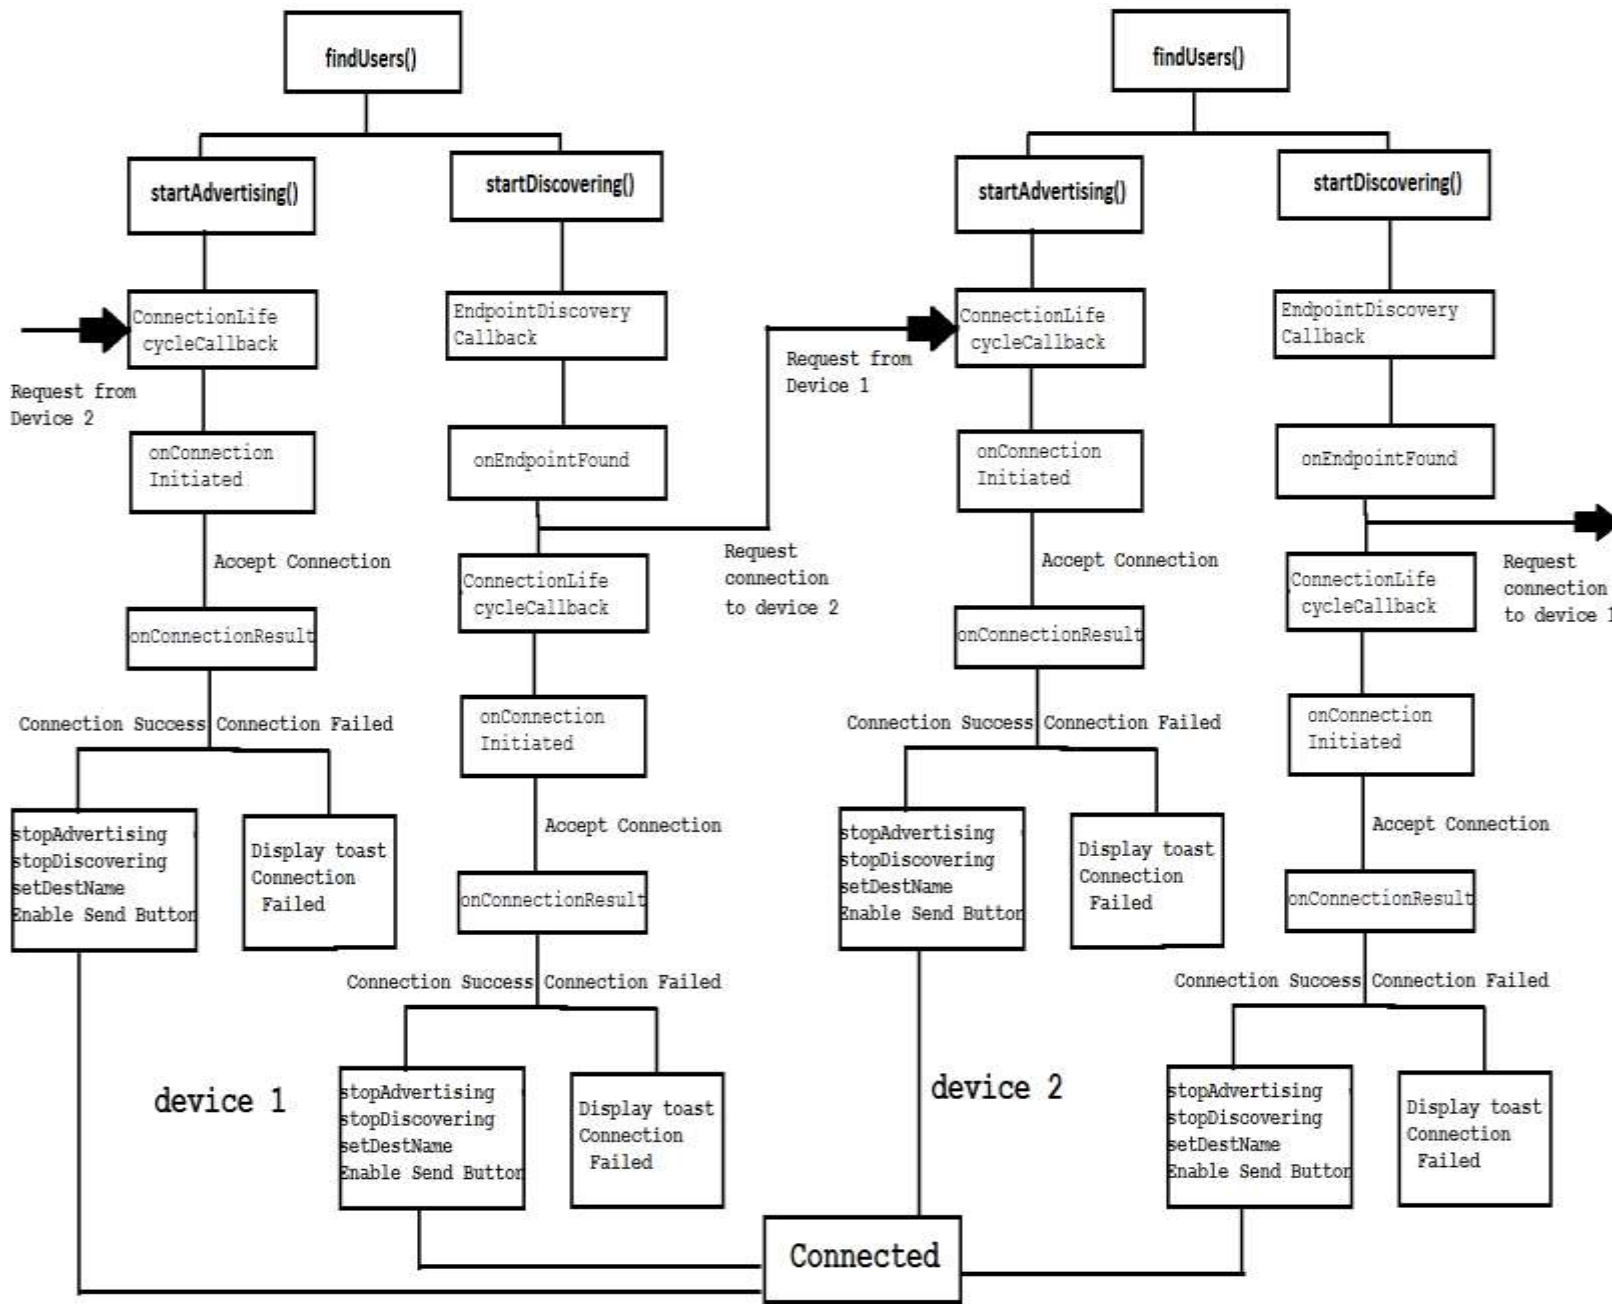 findUsers()
startAdvertising()
startDiscovering()
ConnectionLife
cycleCallback
Request from
Device 2
onConnection
Initiated
Accept Connection
onConnectionResult
Connection Success
Connection Failed
stopAdvertising
stopDiscovering
setDestName
Enable Send Button
Display toast
Connection
Failed
EndpointDiscovery
Callback
onEndpointFound
Request
connection
to device 2
ConnectionLife
cycleCallback
onConnection
Initiated
Accept Connection
onConnectionResult
Connection Success
Connection Failed
stopAdvertising
stopDiscovering
setDestName
Enable Send Button
Display toast
Connection
Failed
device 1
findUsers()
startAdvertising()
startDiscovering()
Request from
Device 1
ConnectionLife
cycleCallback
onConnection
Initiated
Accept Connection
onConnectionResult
Connection Success
Connection Failed
stopAdvertising
stopDiscovering
setDestName
Enable Send Button
Display toast
Connection
Failed
EndpointDiscovery
Callback
onEndpointFound
Request
connection
to device 1
ConnectionLife
cycleCallback
onConnection
Initiated
Accept Connection
onConnectionResult
Connection Success
Connection Failed
stopAdvertising
stopDiscovering
setDestName
Enable Send Button
Display toast
Connection
Failed
device 2
Connected